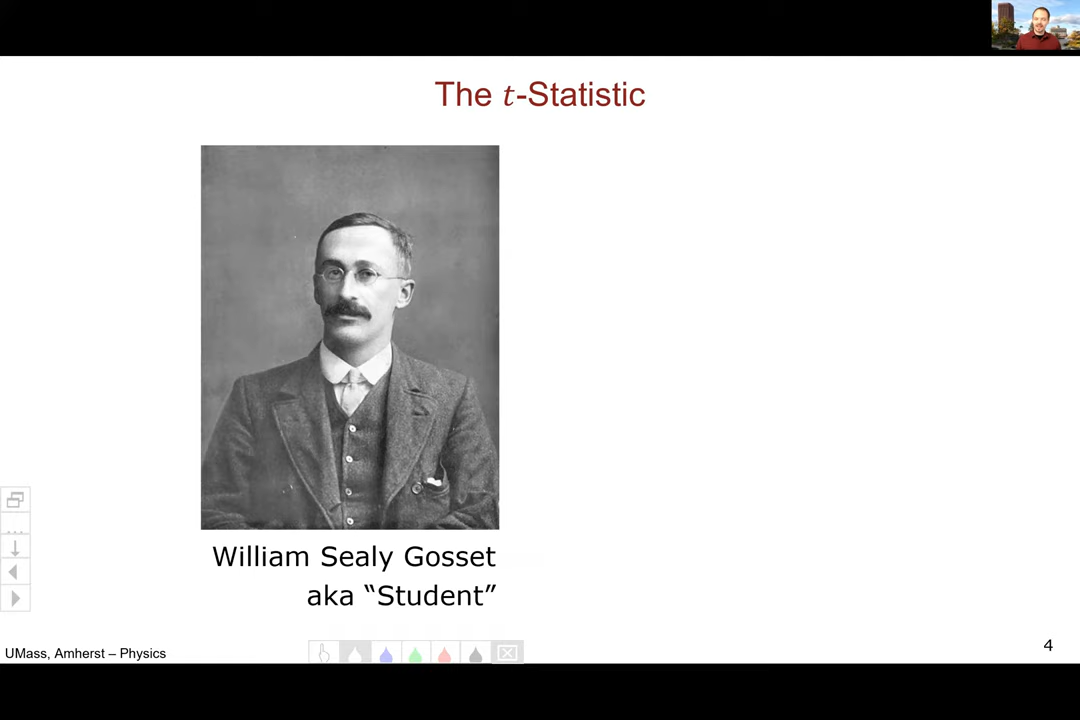 The t-Statistic
William Sealy Gosset
aka “Student”
UMass, Amherst – Physics
4